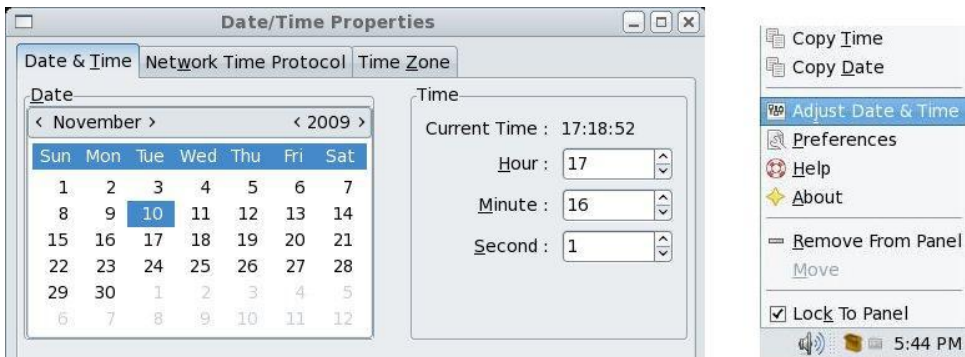 Date/Time Properties
Date & Time Network Time Protocol Time Zone
Date
< November > < 2009 >
Sun Mon Tue Wed Thu Fri Sat
1 2 3 4 5 6 7
8 9 10 11 12 13 14
15 16 17 18 19 20 21
22 23 24 25 26 27 28
29 30 1 2 3 4 5
6 7 8 9 10 11 12
Time
Current Time : 17:18:52
Hour : 17
Minute : 16
Second : 1
Copy Time
Copy Date
Adjust Date & Time
Preferences
Help
About
Remove From Panel
Move
Lock To Panel
5:44 PM